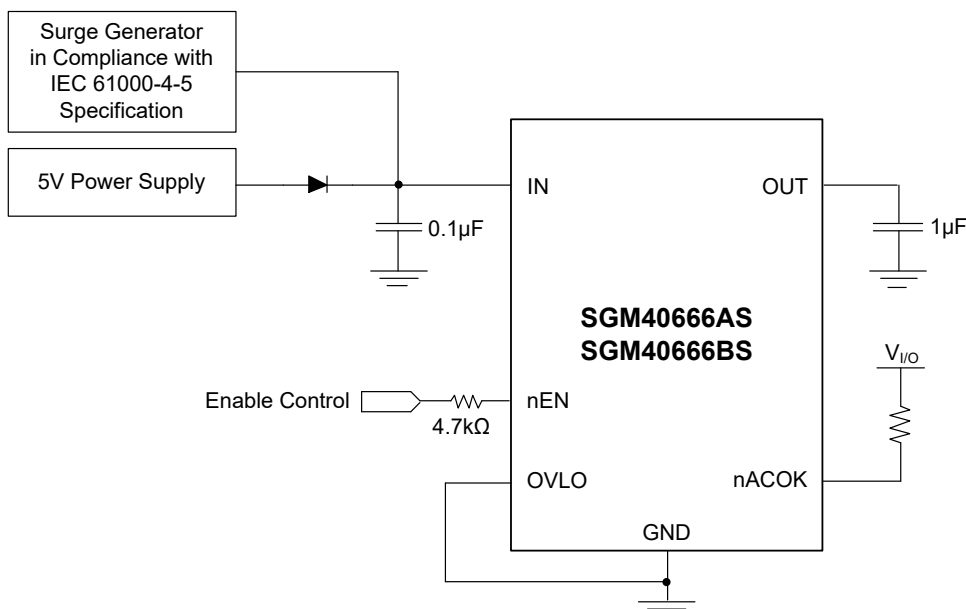 Surge Generator
in Compliance with
IEC 61000-4-5
Specification
5V Power Supply
0.1µF
IN
OUT
1µF
SGM40666AS
SGM40666BS
VI/O
Enable Control
4.7kΩ
nEN
OVLO
nACOK
GND